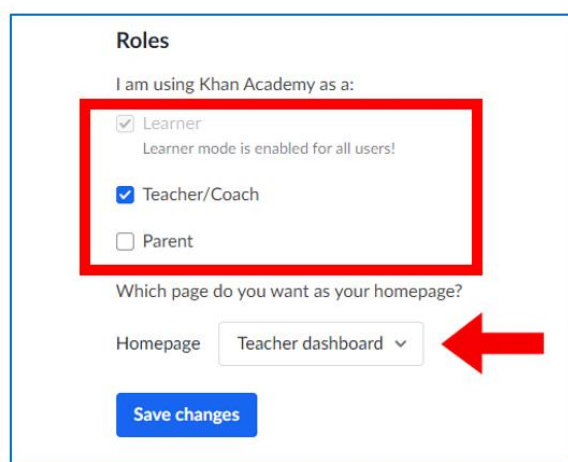 Roles
I am using Khan Academy as a:
Learner
Learner mode is enabled for all users!
Teacher/Coach
Parent
Which page do you want as your homepage?
Homepage Teacher dashboard
Save changes